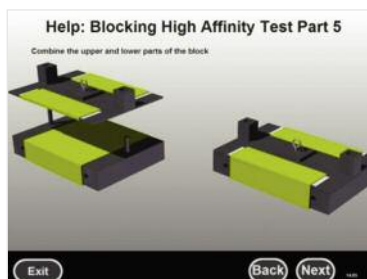 Help: Blocking High Affinity Test Part 5
Combine the upper and lower parts of the block
Exit
Back
Next